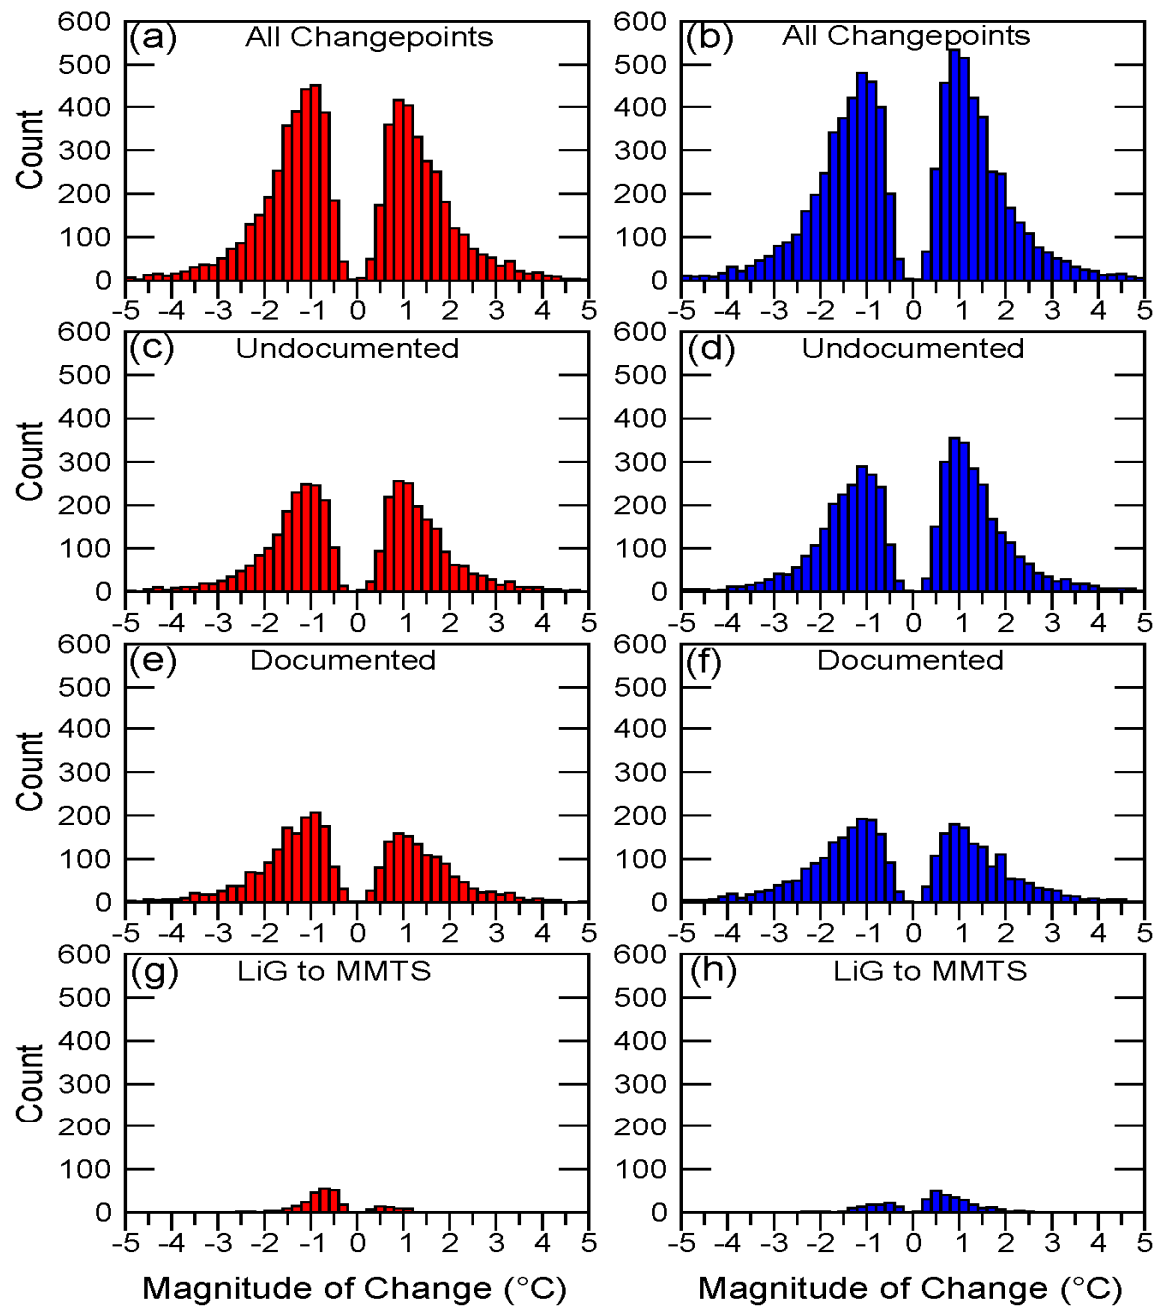 600 (a) All Changepoints
500
400
300
200
100
0
Count
-5 -4 -3 -2 -1 0 1 2 3 4 5
600 (b) All Changepoints
500
400
300
200
100
0
-5 -4 -3 -2 -1 0 1 2 3 4 5
600 (c) Undocumented
500
400
300
200
100
0
Count
-5 -4 -3 -2 -1 0 1 2 3 4 5
600 (d) Undocumented
500
400
300
200
100
0
-5 -4 -3 -2 -1 0 1 2 3 4 5
600 (e) Documented
500
400
300
200
100
0
Count
-5 -4 -3 -2 -1 0 1 2 3 4 5
600 (f) Documented
500
400
300
200
100
0
-5 -4 -3 -2 -1 0 1 2 3 4 5
600 (g) LiG to MMTS
500
400
300
200
100
0
Count
-5 -4 -3 -2 -1 0 1 2 3 4 5
Magnitude of Change (°C)
600 (h) LiG to MMTS
500
400
300
200
100
0
-5 -4 -3 -2 -1 0 1 2 3 4 5
Magnitude of Change (°C)